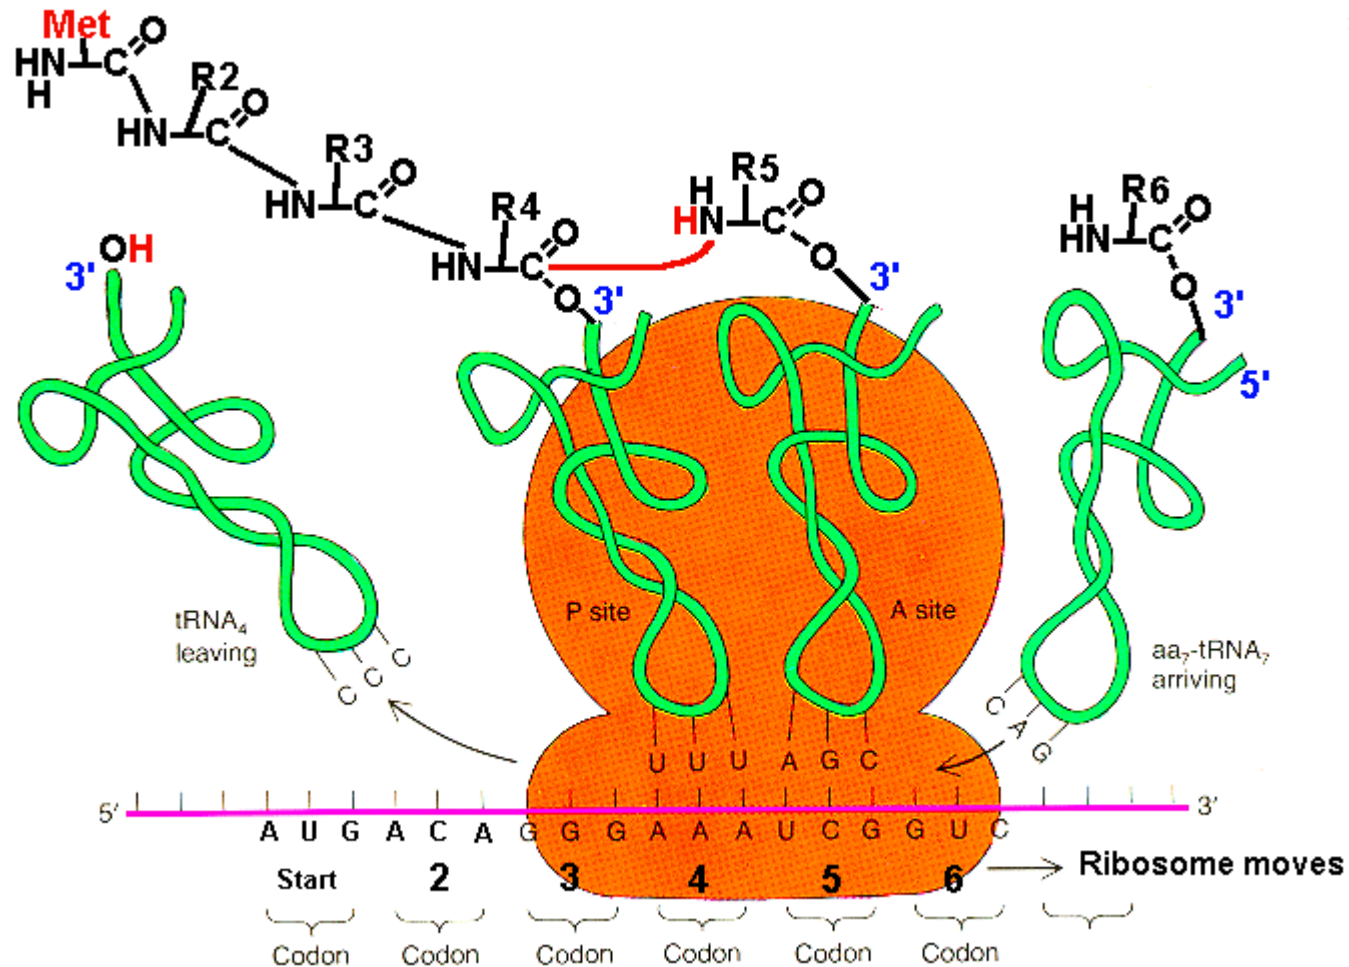 Met
O
HN C
H
R2
O
HN C
R3
O
HN C
R4
O
HN C
O
3'
H R5
HN C O
O
3'
H R6
HN C O
O
3'
5'
OH
3'
P site
A site
tRNA4
leaving
aa7-tRNA7
arriving
C C C
C A G
U U U A G C
5' 3'
A U G A C A G G G A A A U C G G U C
Start 2 3 4 5 6 Ribosome moves
Codon Codon Codon Codon Codon Codon